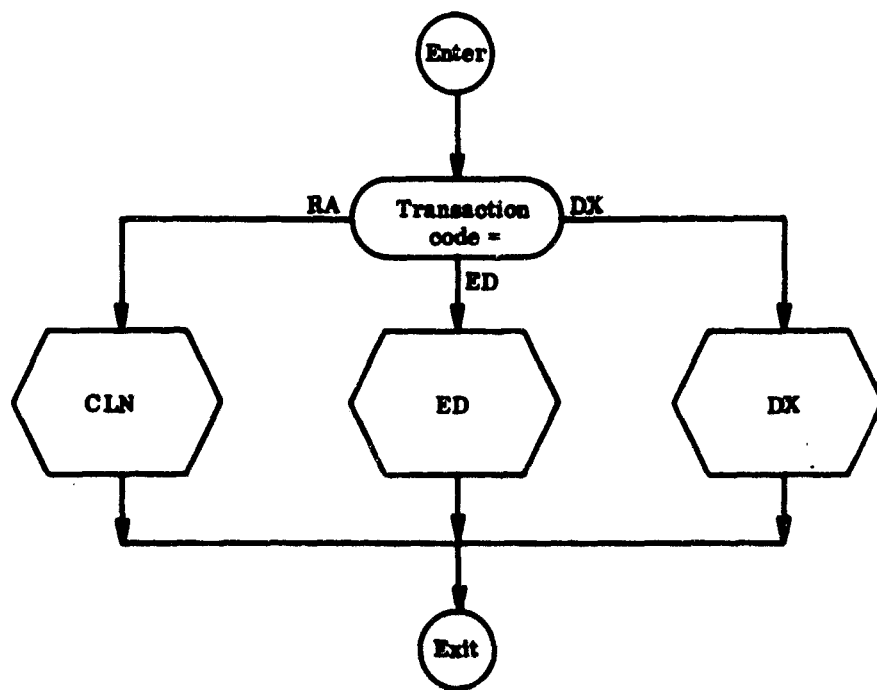 Enter
RA
Transaction
DX
code =
ED
CLN
ED
DX
Exit